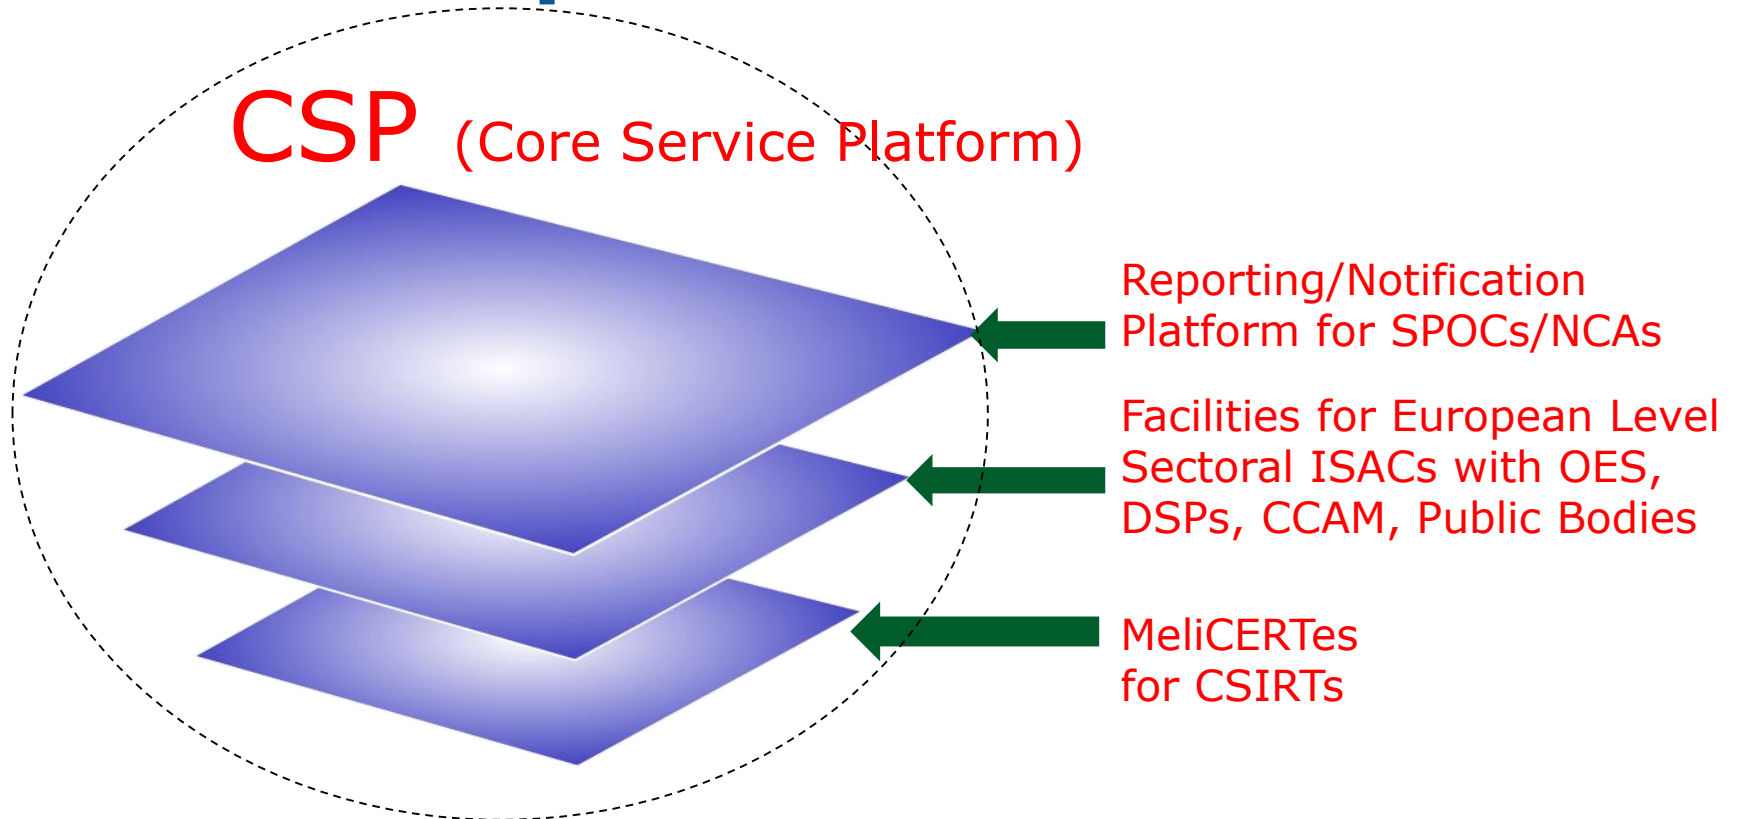 CSP (Core Service Platform)
Reporting/Notification
Platform for SPOCs/NCAs
Facilities for European Level
Sectoral ISACs with OES,
DSPs, CCAM, Public Bodies
MeliCERTes
for CSIRTs